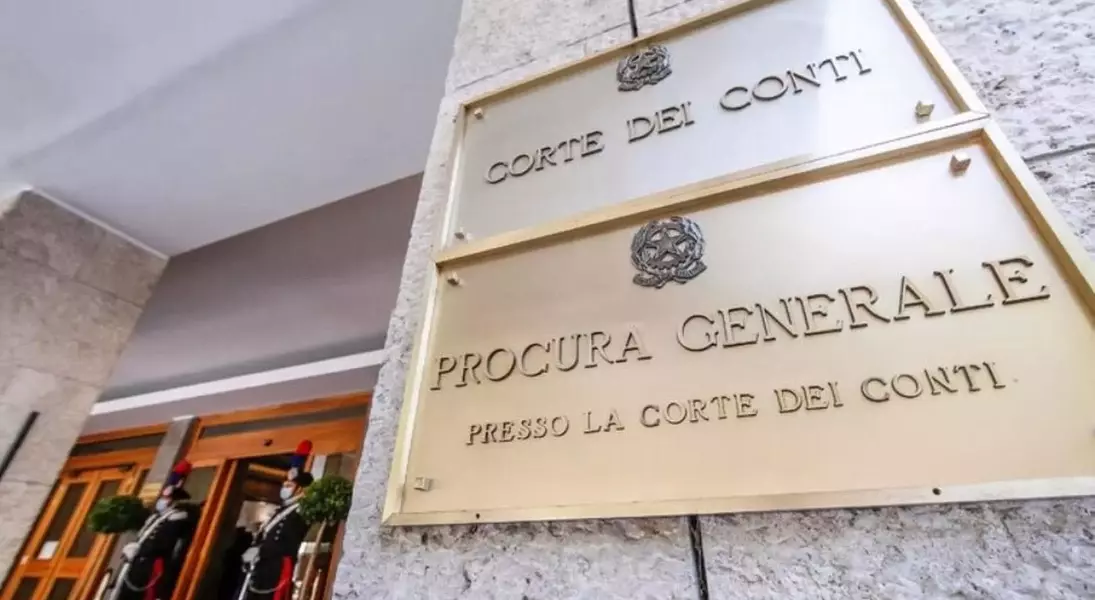 CORTE DEI CONTI
PROCURA GENERALE
PRESSO LA CORTE DEI CONTI